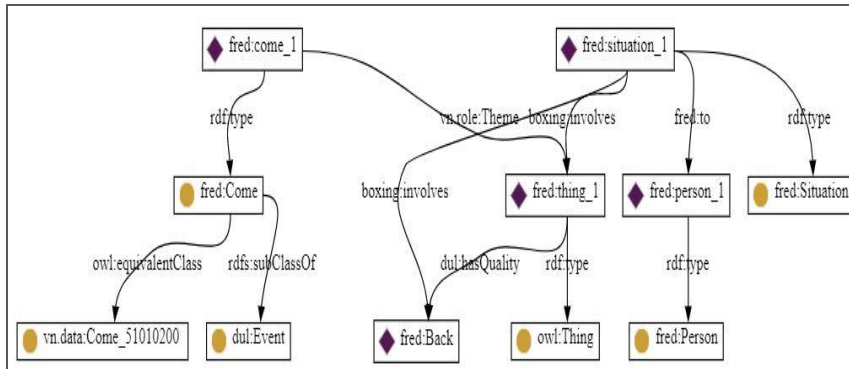 fred:come_1
fred:situation_1
rdf:type
vn.role:Theme
boxing:involves
fred:to
rdf:type
fred:Come
boxing:involves
fred:thing_1
fred:person_1
fred:Situation
owl:equivalentClass
rdfs:subClassOf
dul:hasQuality
rdf:type
rdf:type
vn.data:Come_51010200
dul:Event
fred:Back
owl:Thing
fred:Person